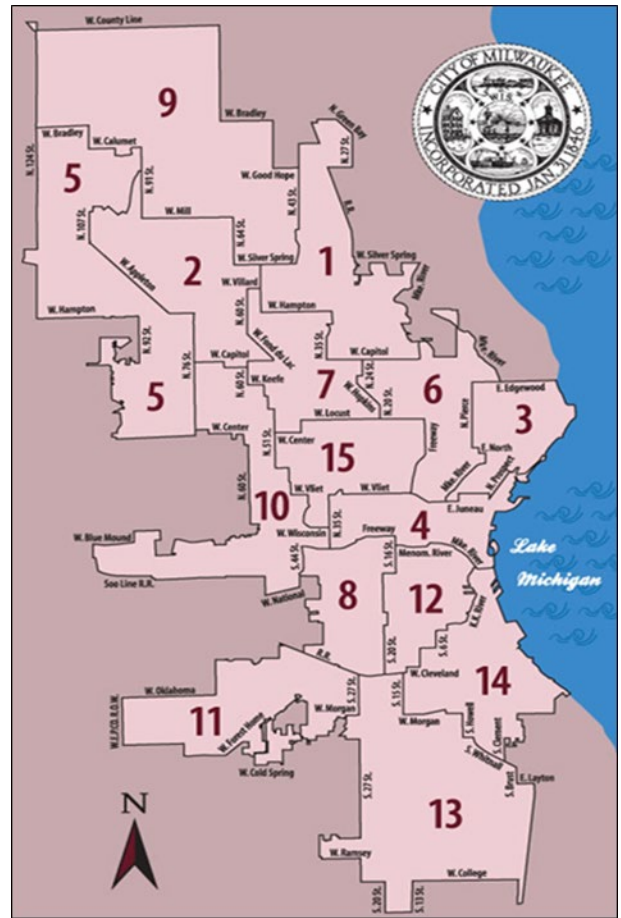 W. County Line
CITY OF MILWAUKEE
WIS.
INCORPORATED JAN. 31 1846
9
W. Bradley
N. Green Bay
W. Bradley
W. Calumet
N. 27 St.
N. 124 St.
5
N. 91 St.
W. Good Hope
N. 43 St.
R.R.
N. 107 St.
W. Mill
N. 64 St.
W. Silver Spring
W. Silver Spring
1
2
W. Appleton
W. Villard
Mke. River
W. Hampton
N. 60 St.
W. Hampton
N. 92 St.
W. Fond du Lac
N. 35 St.
Mke. River
N. 76 St.
W. Capitol
W. Capitol
5
N. 60 St.
W. Keefe
7
N. 24 St.
W. Hopkins
N. 20 St.
6
E. Edgewood
N. Pierce
3
W. Locust
W. Center
N. 51 St.
W. Center
Freeway
E. North
15
Mke. River
N. Prospect
N. 60 St.
10
W. Vliet
W. Vliet
E. Juneau
N. 35 St.
4
W. Wisconsin
Freeway
W. Blue Mound
S. 44 St.
S. 16 St.
Menom. River
Mke. River
Lake
Michigan
Soo Line R.R.
W. National
8
12
K.K. River
S. 6 St.
S. 20 St.
R.R.
W. Cleveland
14
W. Oklahoma
S. 27 St.
S. 15 St.
W.E.P.CO. R.O.W.
11
W. Forest Home
W. Morgan
W. Morgan
S. Howell
S. Clement
W. Cold Spring
S. Whitnall
E. Layton
S. Brust
N
S. 27 St.
13
W. Ramsey
W. College
S. 20 St.
S. 13 St.